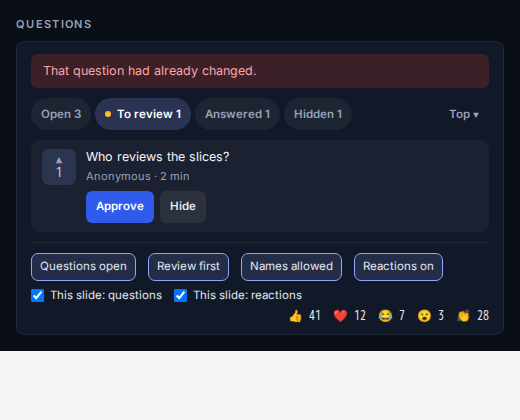 QUESTIONS
That question had already changed.
Open 3 To review 1 Answered 1 Hidden 1 Top ▾
▲
1
Who reviews the slices?
Anonymous · 2 min
Approve Hide
Questions open Review first Names allowed Reactions on
This slide: questions This slide: reactions
👍 41 ❤️ 12 😂 7 😮 3 👏 28